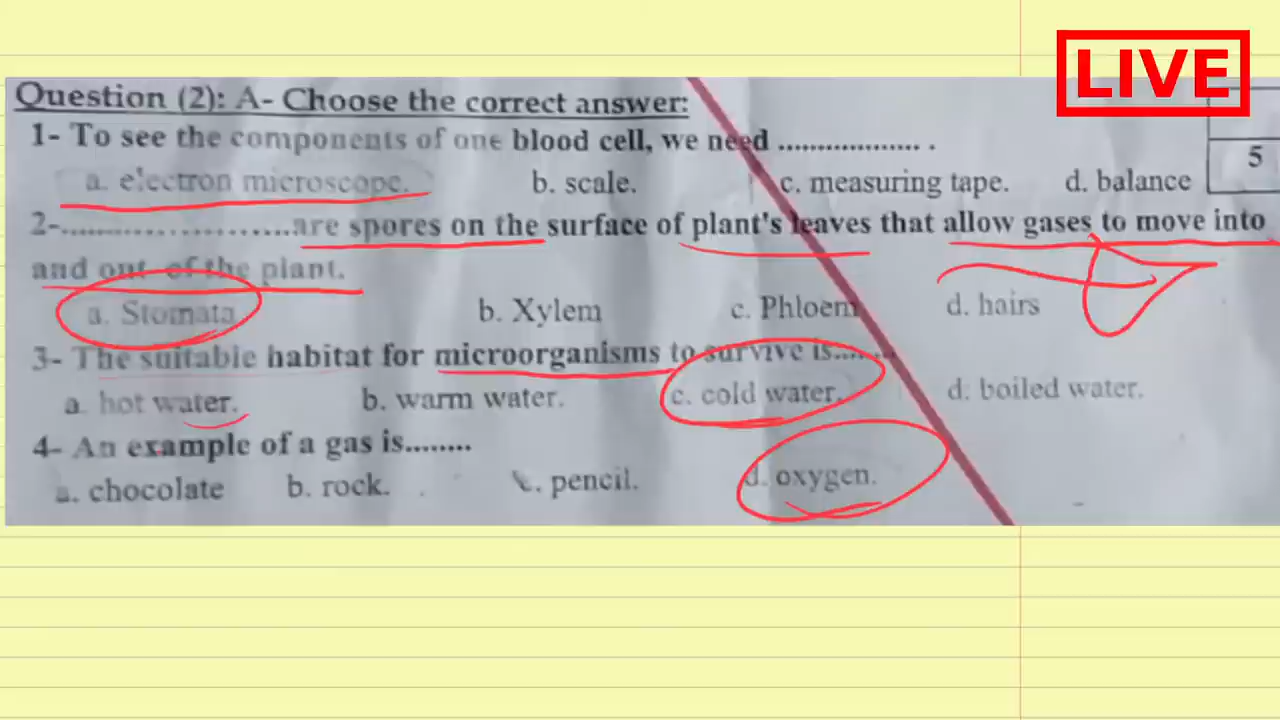 LIVE
Question (2): A- Choose the correct answer:
1- To see the components of one blood cell, we need .................. .
5
a. electron microscope. b. scale. c. measuring tape. d. balance
2-.......................are spores on the surface of plant's leaves that allow gases to move into
and out of the plant.
a. Stomata b. Xylem c. Phloem d. hairs
3- The suitable habitat for microorganisms to survive is........
a. hot water. b. warm water. c. cold water. d. boiled water.
4- An example of a gas is........
a. chocolate b. rock. c. pencil. d. oxygen.